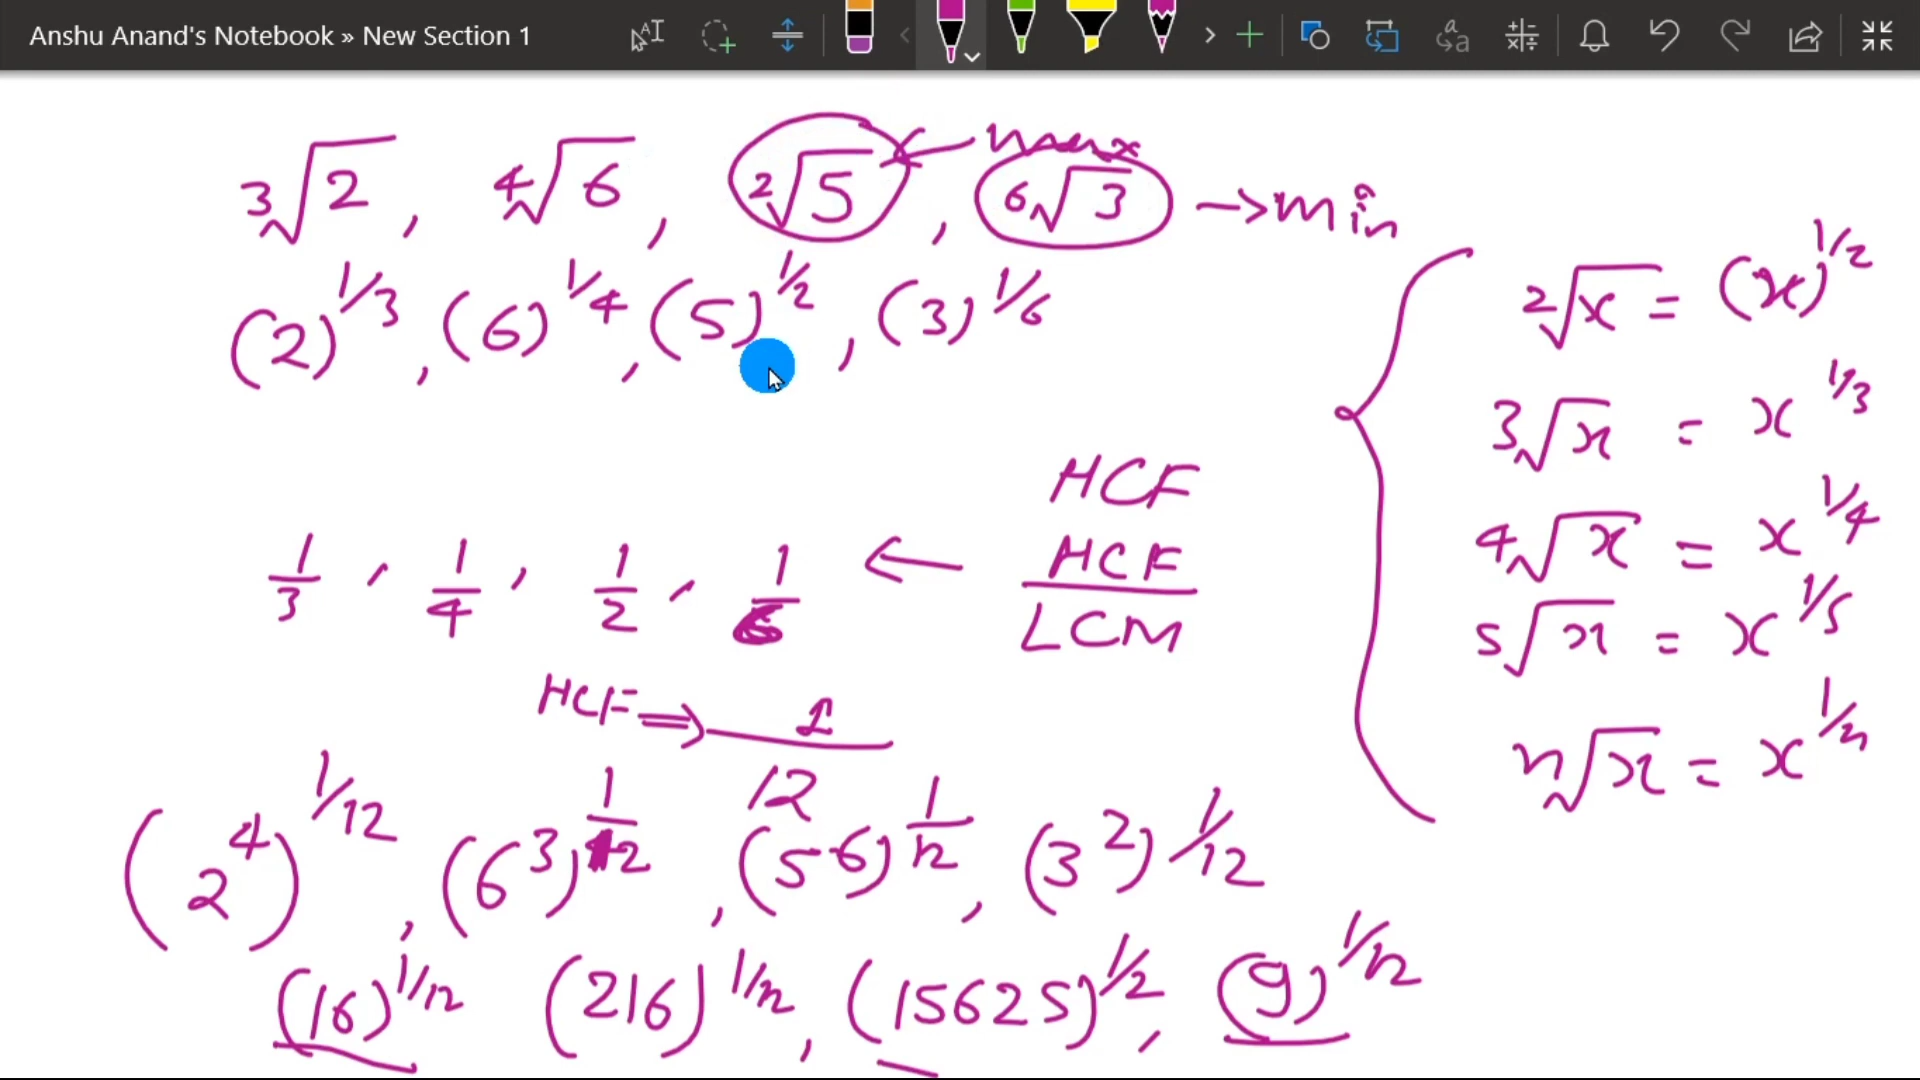 Anshu Anand's Notebook » New Section 1
∛2, ∜6, ²√5 ← max, ⁶√3 → min
(2)^1/3, (6)^1/4, (5)^1/2, (3)^1/6
²√x = (x)^1/2
³√x = x^1/3
⁴√x = x^1/4
⁵√x = x^1/5
ⁿ√x = x^1/n
HCF
1/3, 1/4, 1/2, 1/6 ← HCF/LCM
HCF ⇒ 1/12
(2^4)^1/12, (6^3)^1/12, (5^6)^1/12, (3^2)^1/12
(16)^1/12 (216)^1/12, (15625)^1/2, (9)^1/12